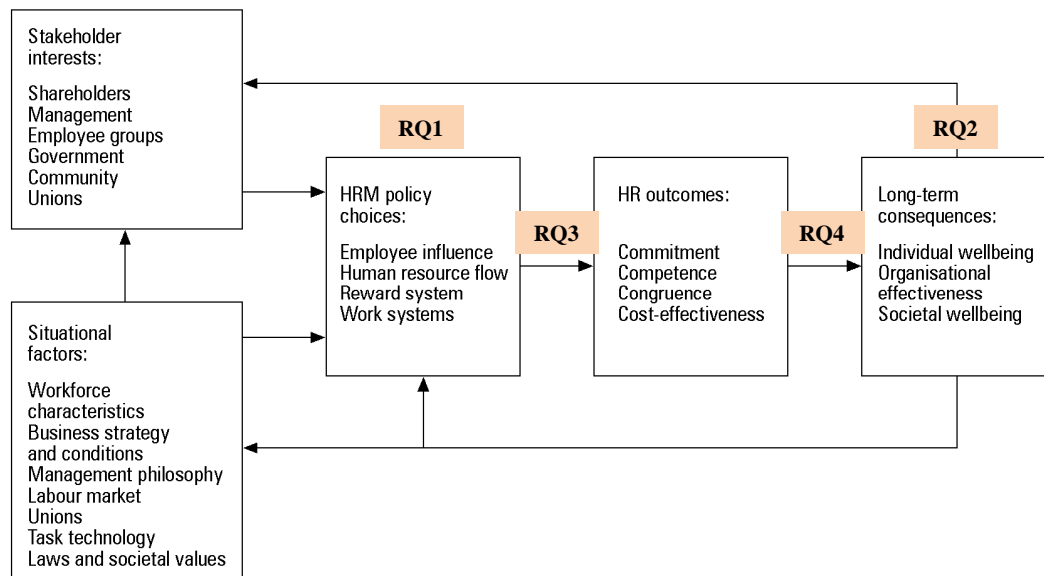 Stakeholder
interests:
Shareholders
Management
Employee groups
Government
Community
Unions
RQ1
RQ2
HRM policy
choices:
Employee influence
Human resource flow
Reward system
Work systems
RQ3
HR outcomes:
Commitment
Competence
Congruence
Cost-effectiveness
RQ4
Long-term
consequences:
Individual wellbeing
Organisational
effectiveness
Societal wellbeing
Situational
factors:
Workforce
characteristics
Business strategy
and conditions
Management philosophy
Labour market
Unions
Task technology
Laws and societal values